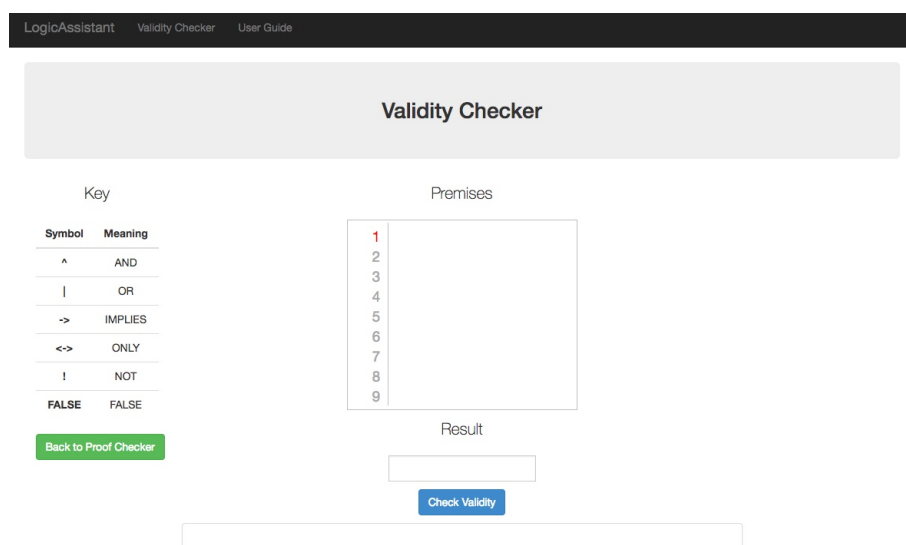 LogicAssistant Validity Checker User Guide
Validity Checker
Key
Symbol Meaning
^ AND
| OR
-> IMPLIES
<-> ONLY
! NOT
FALSE FALSE
Back to Proof Checker
Premises
1
2
3
4
5
6
7
8
9
Result
Check Validity